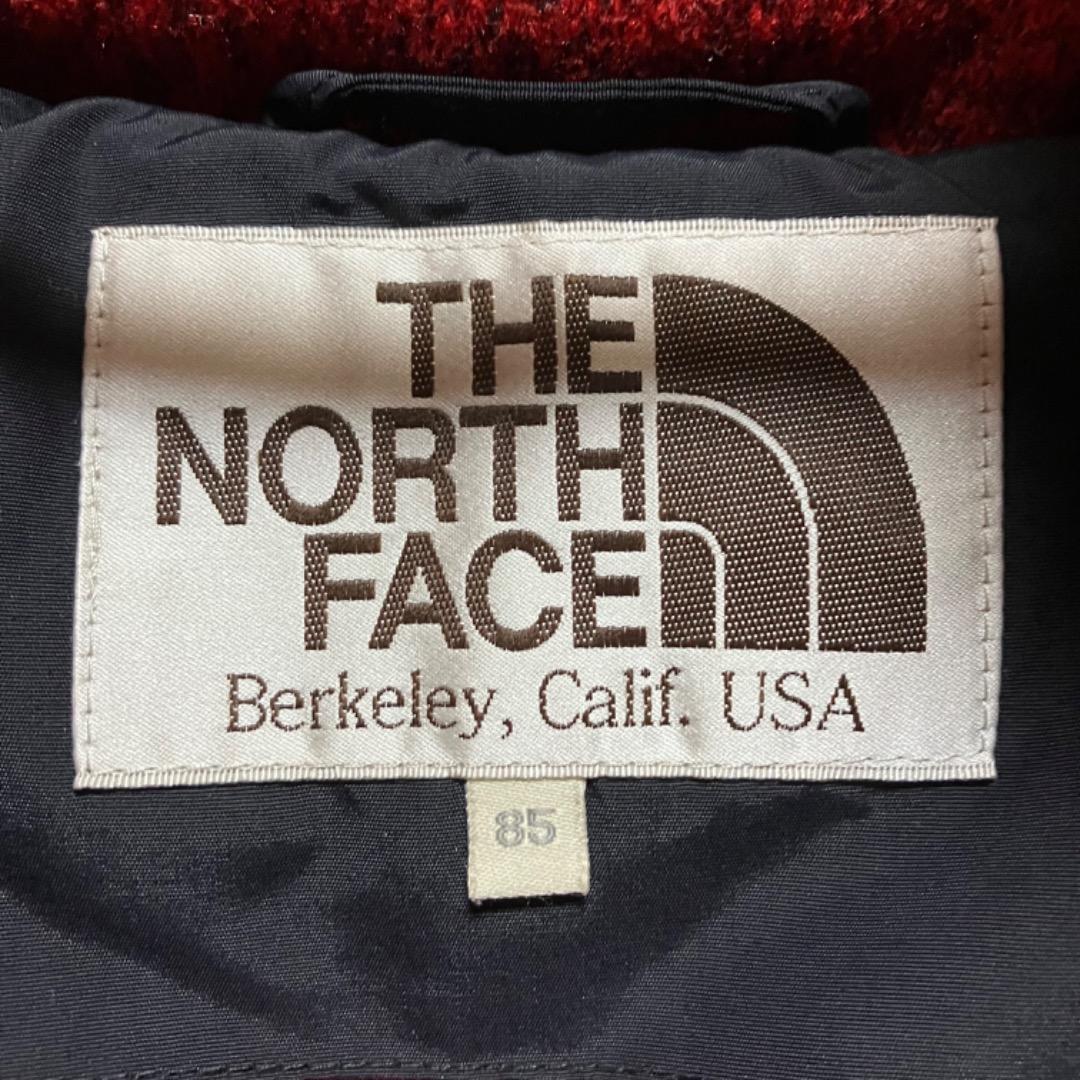 THE
NORTH
FACE
Berkeley, Calif. USA
85